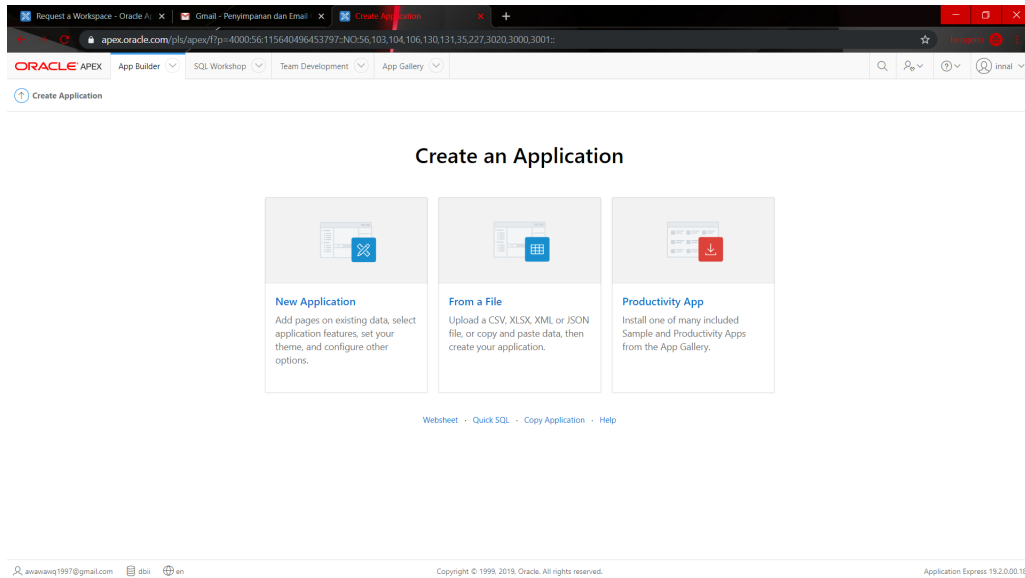 Request a Workspace - Oracle Ap
Gmail - Penyimpanan dan Email
Create Application
apex.oracle.com/pls/apex/f?p=4000:56:115640496453797::NO:56,103,104,106,130,131,35,227,3020,3000,3001::
ORACLE APEX App Builder SQL Workshop Team Development App Gallery innal
Create Application
Create an Application
New Application
Add pages on existing data, select
application features, set your
theme, and configure other
options.
From a File
Upload a CSV, XLSX, XML or JSON
file, or copy and paste data, then
create your application.
Productivity App
Install one of many included
Sample and Productivity Apps
from the App Gallery.
Websheet · Quick SQL · Copy Application · Help
awawawq1997@gmail.com dbii en Copyright © 1999, 2019, Oracle. All rights reserved. Application Express 19.2.0.00.18